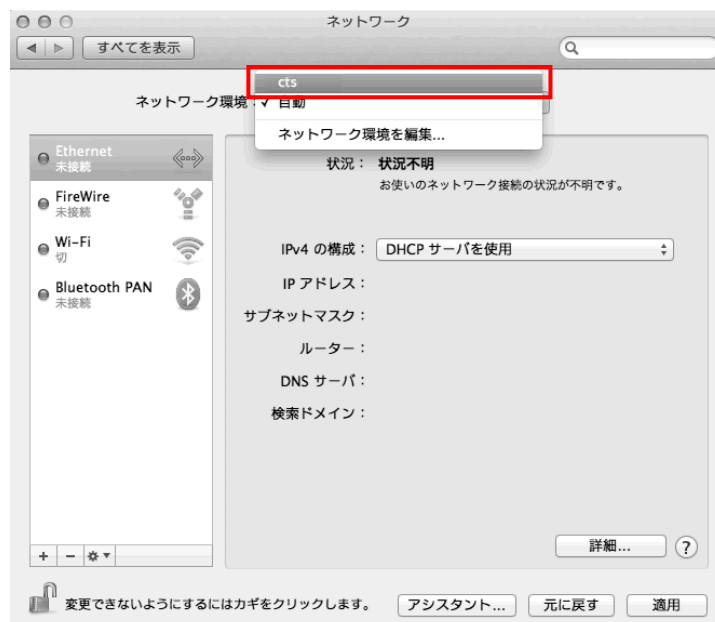 ネットワーク
すべてを表示
cts
ネットワーク環境：✓ 自動
ネットワーク環境を編集...
Ethernet
未接続
FireWire
未接続
Wi-Fi
切
Bluetooth PAN
未接続
状況： 状況不明
お使いのネットワーク接続の状況が不明です。
IPv4 の構成： DHCP サーバを使用
IP アドレス：
サブネットマスク：
ルーター：
DNS サーバ：
検索ドメイン：
詳細... ?
変更できないようにするにはカギをクリックします。 アシスタント... 元に戻す 適用